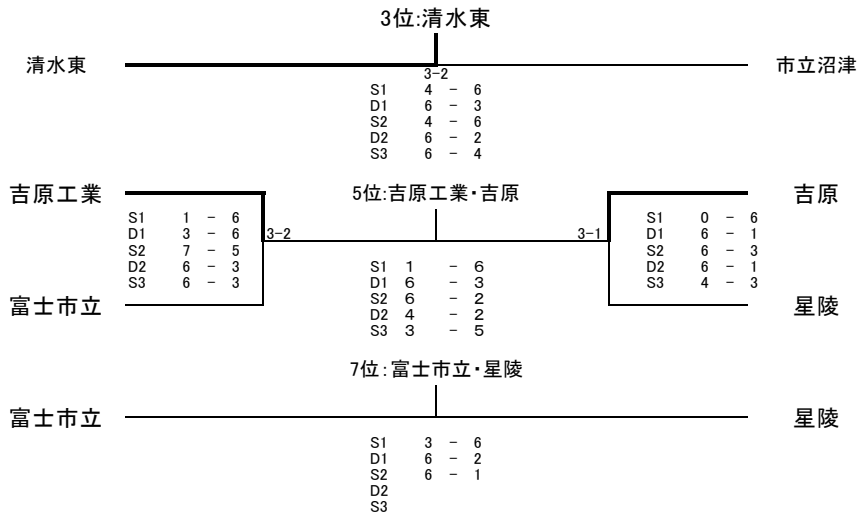 3位:清水東
清水東 市立沼津
3-2
S1 4 - 6
D1 6 - 3
S2 4 - 6
D2 6 - 2
S3 6 - 4
吉原工業 5位:吉原工業・吉原 吉原
S1 1 - 6 S1 0 - 6
D1 3 - 6 3-2 3-1 D1 6 - 1
S2 7 - 5 S2 6 - 3
D2 6 - 3 D2 6 - 1
S3 6 - 3 S3 4 - 3
S1 1 - 6
D1 6 - 3
S2 6 - 2
D2 4 - 2
S3 3 - 5
富士市立 星陵
7位:富士市立・星陵
富士市立 星陵
S1 3 - 6
D1 6 - 2
S2 6 - 1
D2
S3